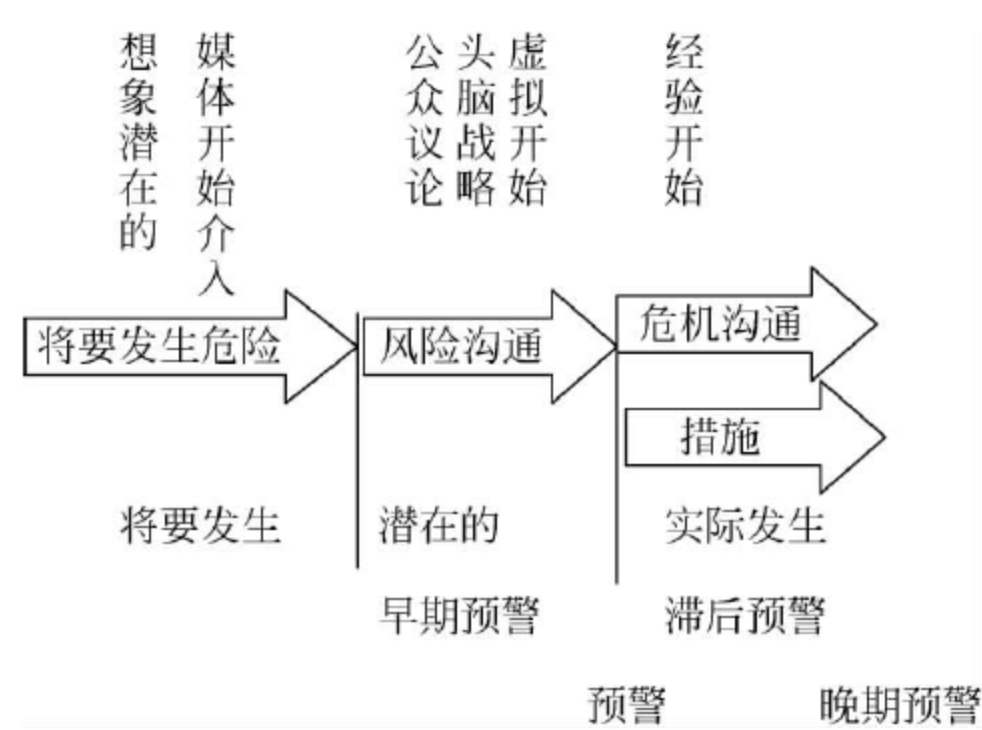 想象潜在的
媒体开始介入
公众议论
头脑战略
虚拟开始
经验开始
将要发生危险
风险沟通
危机沟通
措施
将要发生
潜在的
实际发生
早期预警
滞后预警
预警
晚期预警